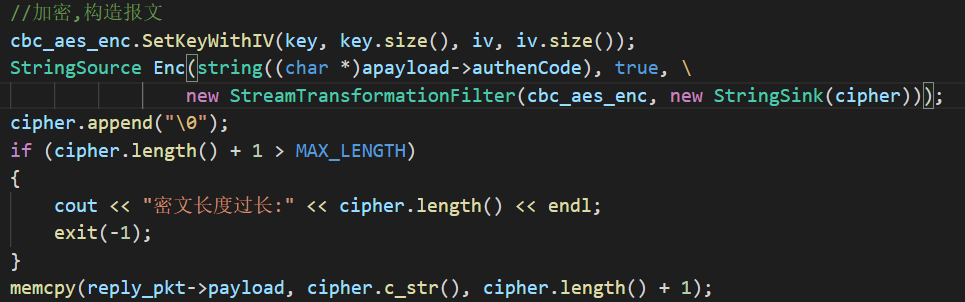 //加密,构造报文
cbc_aes_enc.SetKeyWithIV(key, key.size(), iv, iv.size());
StringSource Enc(string((char *)apayload->authenCode), true, \
new StreamTransformationFilter(cbc_aes_enc, new StringSink(cipher)));
cipher.append("\0");
if (cipher.length() + 1 > MAX_LENGTH)
{
cout << "密文长度过长:" << cipher.length() << endl;
exit(-1);
}
memcpy(reply_pkt->payload, cipher.c_str(), cipher.length() + 1);